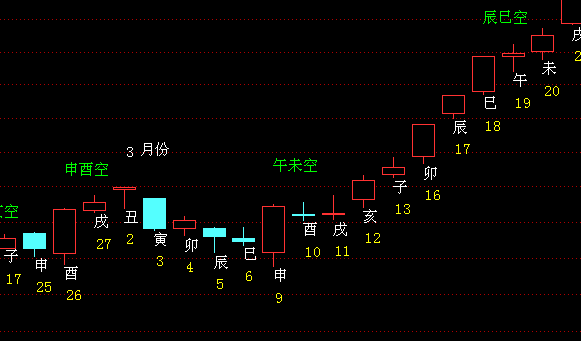 辰巳空
戌
2
未
20
午
19
巳
18
辰
17
3 月份
申酉空
午未空
卯
16
子
13
亥
12
空
戌
27
丑
2
寅
3
卯
4
辰
5
巳
6
申
9
酉
10
戌
11
子
17
申
25
酉
26